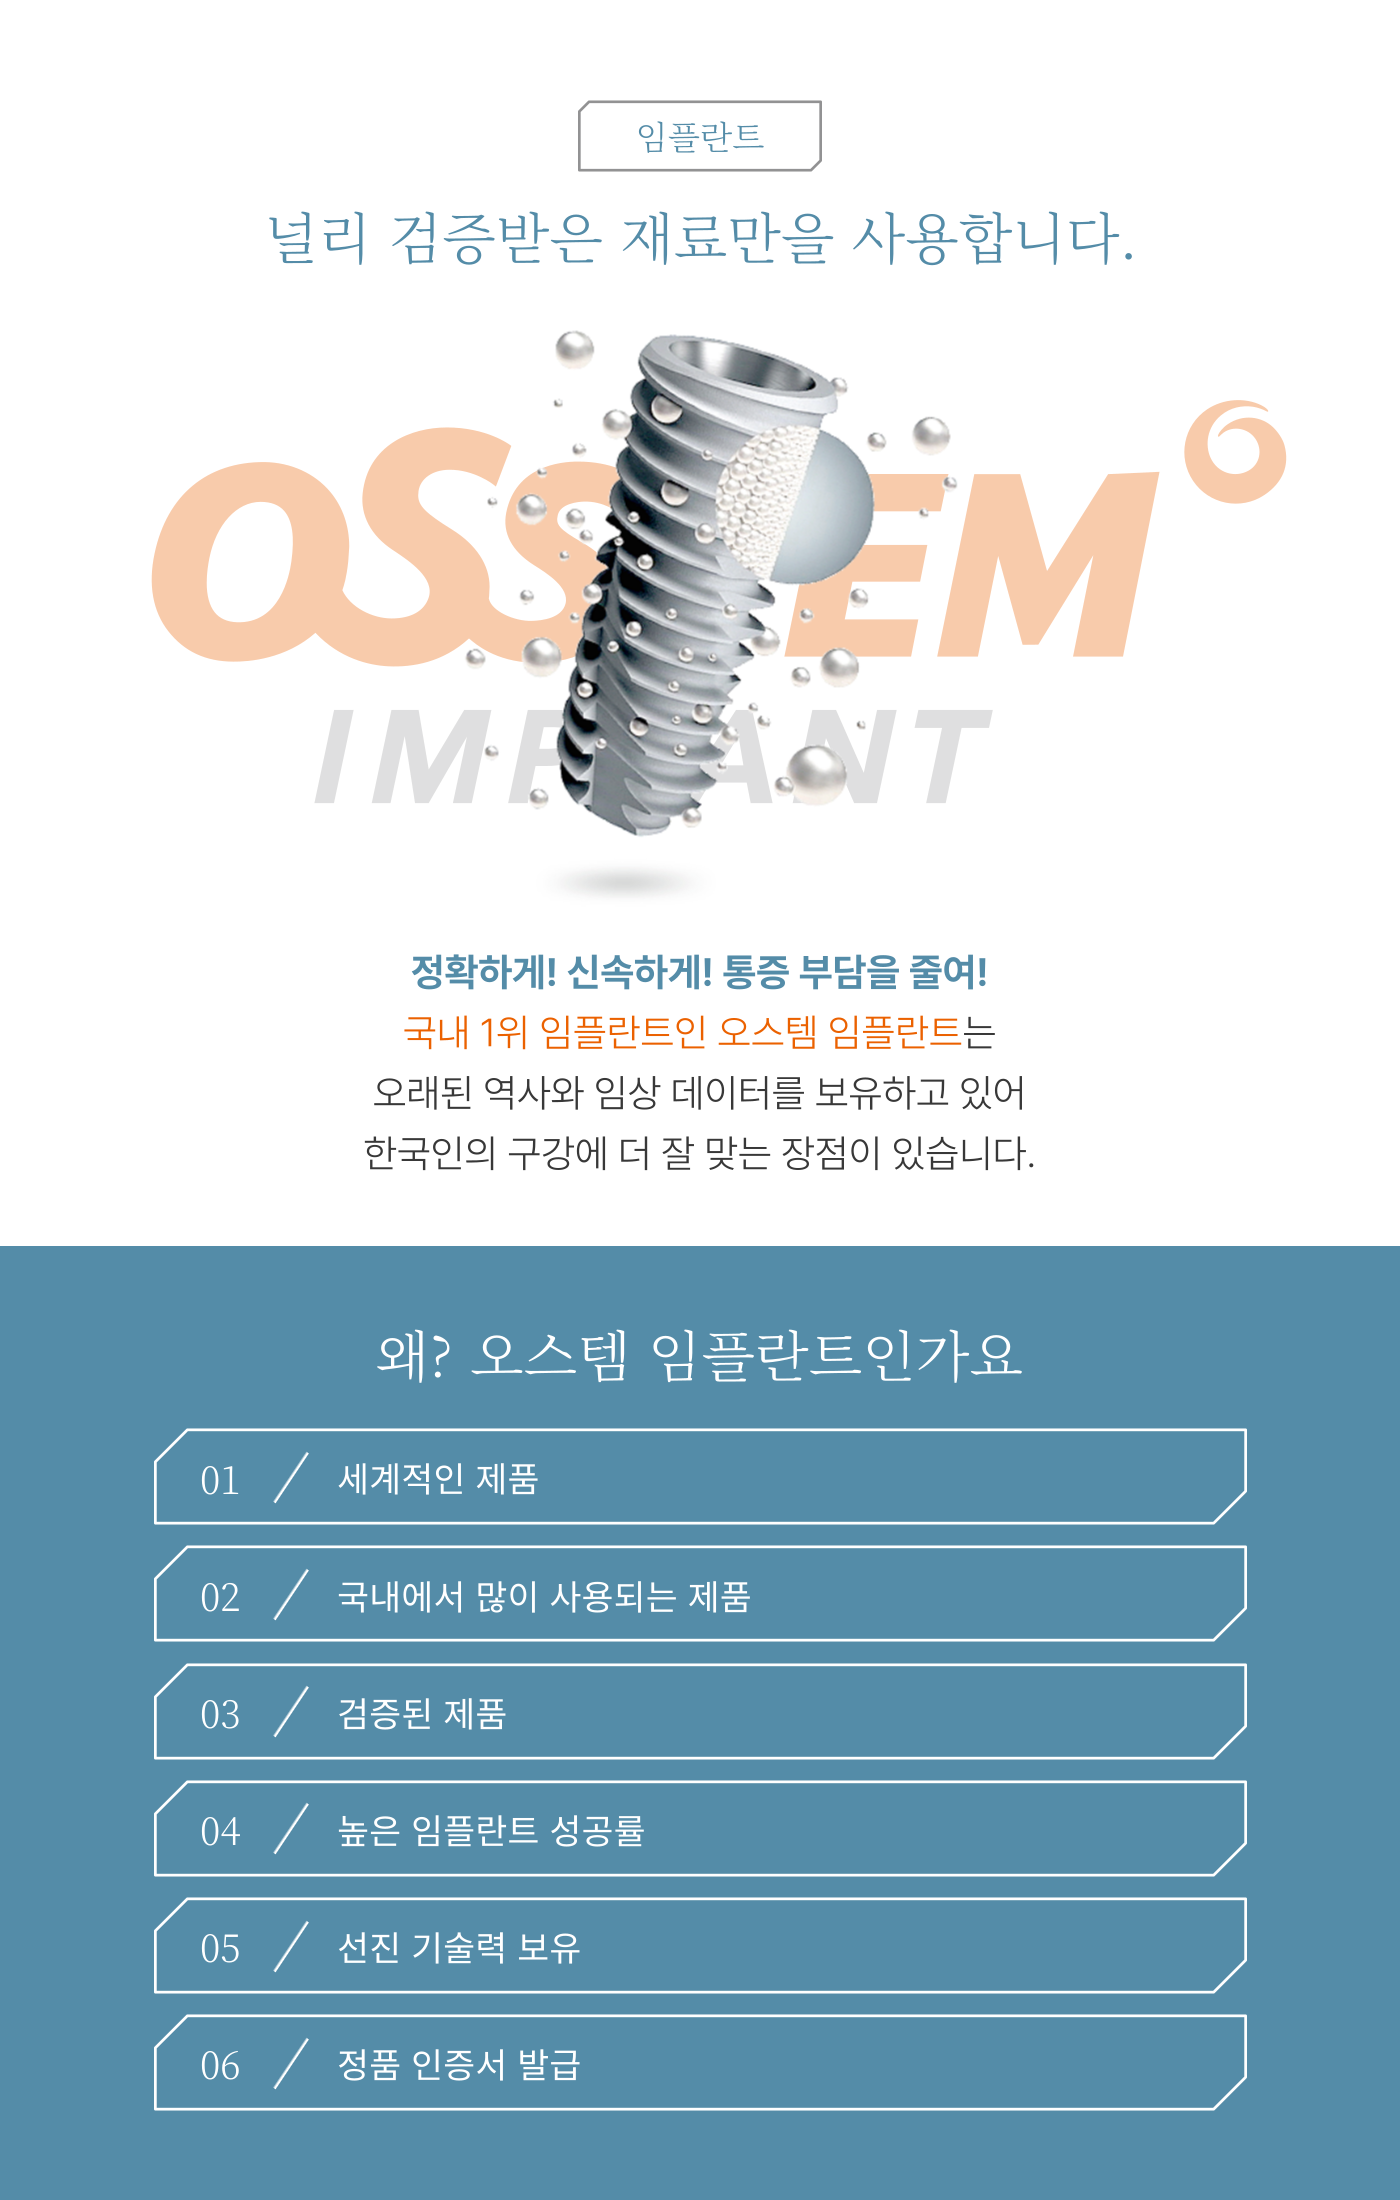 임플란트
널리 검증받은 재료만을 사용합니다.
정확하게! 신속하게! 통증 부담을 줄여!
국내 1위 임플란트인 오스템 임플란트는
오래된 역사와 임상 데이터를 보유하고 있어
한국인의 구강에 더 잘 맞는 장점이 있습니다.
왜? 오스템 임플란트인가요
01 / 세계적인 제품
02 / 국내에서 많이 사용되는 제품
03 / 검증된 제품
04 / 높은 임플란트 성공률
05 / 선진 기술력 보유
06 / 정품 인증서 발급